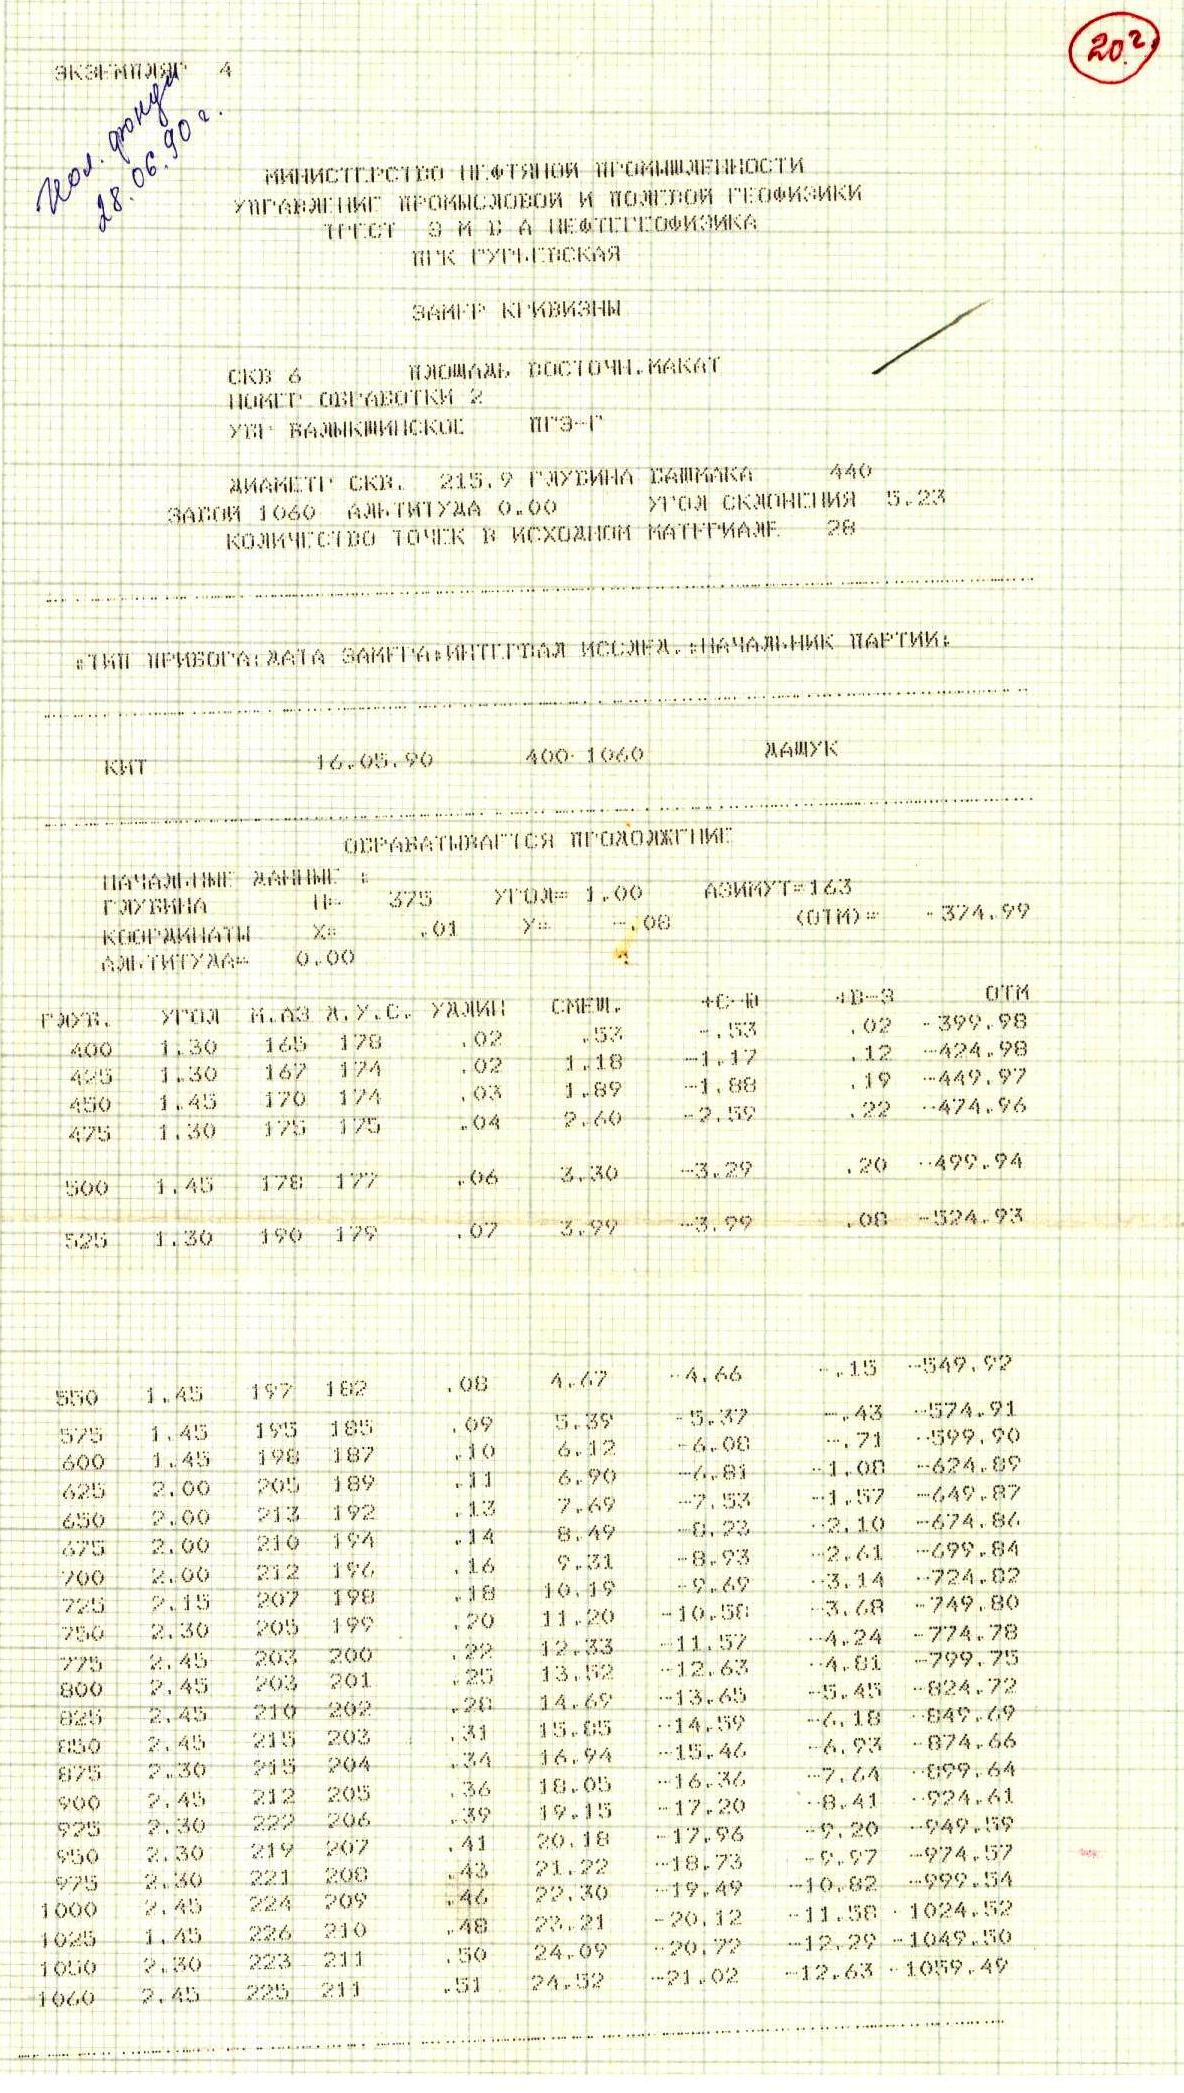 20.2
ЭКЗЕМПЛЯР 4
28.06.90 г.
МИНИСТЕРСТВО НЕФТЯНОЙ ПРОМЫШЛЕННОСТИ
УПРАВЛЕНИЕ ПРОМЫСЛОВОЙ И ПОЛЕВОЙ ГЕОФИЗИКИ
ТРЕСТ Э М Б А НЕФТЕГЕОФИЗИКА
ПГК ГУРЬЕВСКАЯ
ЗАМЕР КРИВИЗНЫ
СКВ 6 ПЛОЩАДЬ ВОСТОЧН.МАКАТ
НОМЕР ОБРАБОТКИ 2
УБР БАЛЫКШИНСКОЕ ПГЭ-Г
ДИАМЕТР СКВ. 215.9 ГЛУБИНА БАШМАКА 440
ЗАБОЙ 1060 АЛЬТИТУДА 0.00 УГОЛ СКЛОНЕНИЯ 5.23
КОЛИЧЕСТВО ТОЧЕК В ИСХОДНОМ МАТЕРИАЛЕ 28
:ТИП ПРИБОРА:ДАТА ЗАМЕРА:ИНТЕРВАЛ ИССЛЕД.:НАЧАЛЬНИК ПАРТИИ:
КИТ 16.05.90 400-1060 ДАШУК
ОБРАБАТЫВАЕТСЯ ПРОДОЛЖЕНИЕ
НАЧАЛЬНЫЕ ДАННЫЕ :
ГЛУБИНА H= 375 УГОЛ= 1.00 АЗИМУТ=163
КООРДИНАТЫ X= .01 Y= -.08 (ОТМ)= -374.99
АЛЬТИТУДА= 0.00
ГЛУБ. УГОЛ М.АЗ Д.У.С. УДЛИН СМЕЩ. +С-Ю +В-З ОТМ
400 1.30 165 178 .02 .53 -.53 .02 -399.98
425 1.30 167 174 .02 1.18 -1.17 .12 -424.98
450 1.45 170 174 .03 1.89 -1.88 .19 -449.97
475 1.30 175 175 .04 2.60 -2.59 .22 -474.96
500 1.45 178 177 .06 3.30 -3.29 .20 -499.94
525 1.30 190 179 .07 3.99 -3.99 .08 -524.93
550 1.45 197 182 .08 4.67 -4.66 -.15 -549.92
575 1.45 195 185 .09 5.39 -5.37 -.43 -574.91
600 1.45 198 187 .10 6.12 -6.08 -.71 -599.90
625 2.00 205 189 .11 6.90 -6.81 -1.08 -624.89
650 2.00 213 192 .13 7.69 -7.53 -1.57 -649.87
675 2.00 210 194 .14 8.49 -8.23 -2.10 -674.86
700 2.00 212 196 .16 9.31 -8.93 -2.61 -699.84
725 2.15 207 198 .18 10.19 -9.69 -3.14 -724.82
750 2.30 205 199 .20 11.20 -10.58 -3.68 -749.80
775 2.45 203 200 .22 12.33 -11.57 -4.24 -774.78
800 2.45 203 201 .25 13.52 -12.63 -4.81 -799.75
825 2.45 210 202 .28 14.69 -13.65 -5.45 -824.72
850 2.45 215 203 .31 15.85 -14.59 -6.18 -849.69
875 2.30 215 204 .34 16.94 -15.46 -6.93 -874.66
900 2.45 212 205 .36 18.05 -16.36 -7.64 -899.64
925 2.30 222 206 .39 19.15 -17.20 -8.41 -924.61
950 2.30 219 207 .41 20.18 -17.96 -9.20 -949.59
975 2.30 221 208 .43 21.22 -18.73 -9.97 -974.57
1000 2.45 224 209 .46 22.30 -19.49 -10.82 -999.54
1025 1.45 226 210 .48 23.21 -20.12 -11.58 -1024.52
1050 2.30 223 211 .50 24.09 -20.72 -12.29 -1049.50
1060 2.45 225 211 .51 24.52 -21.02 -12.63 -1059.49